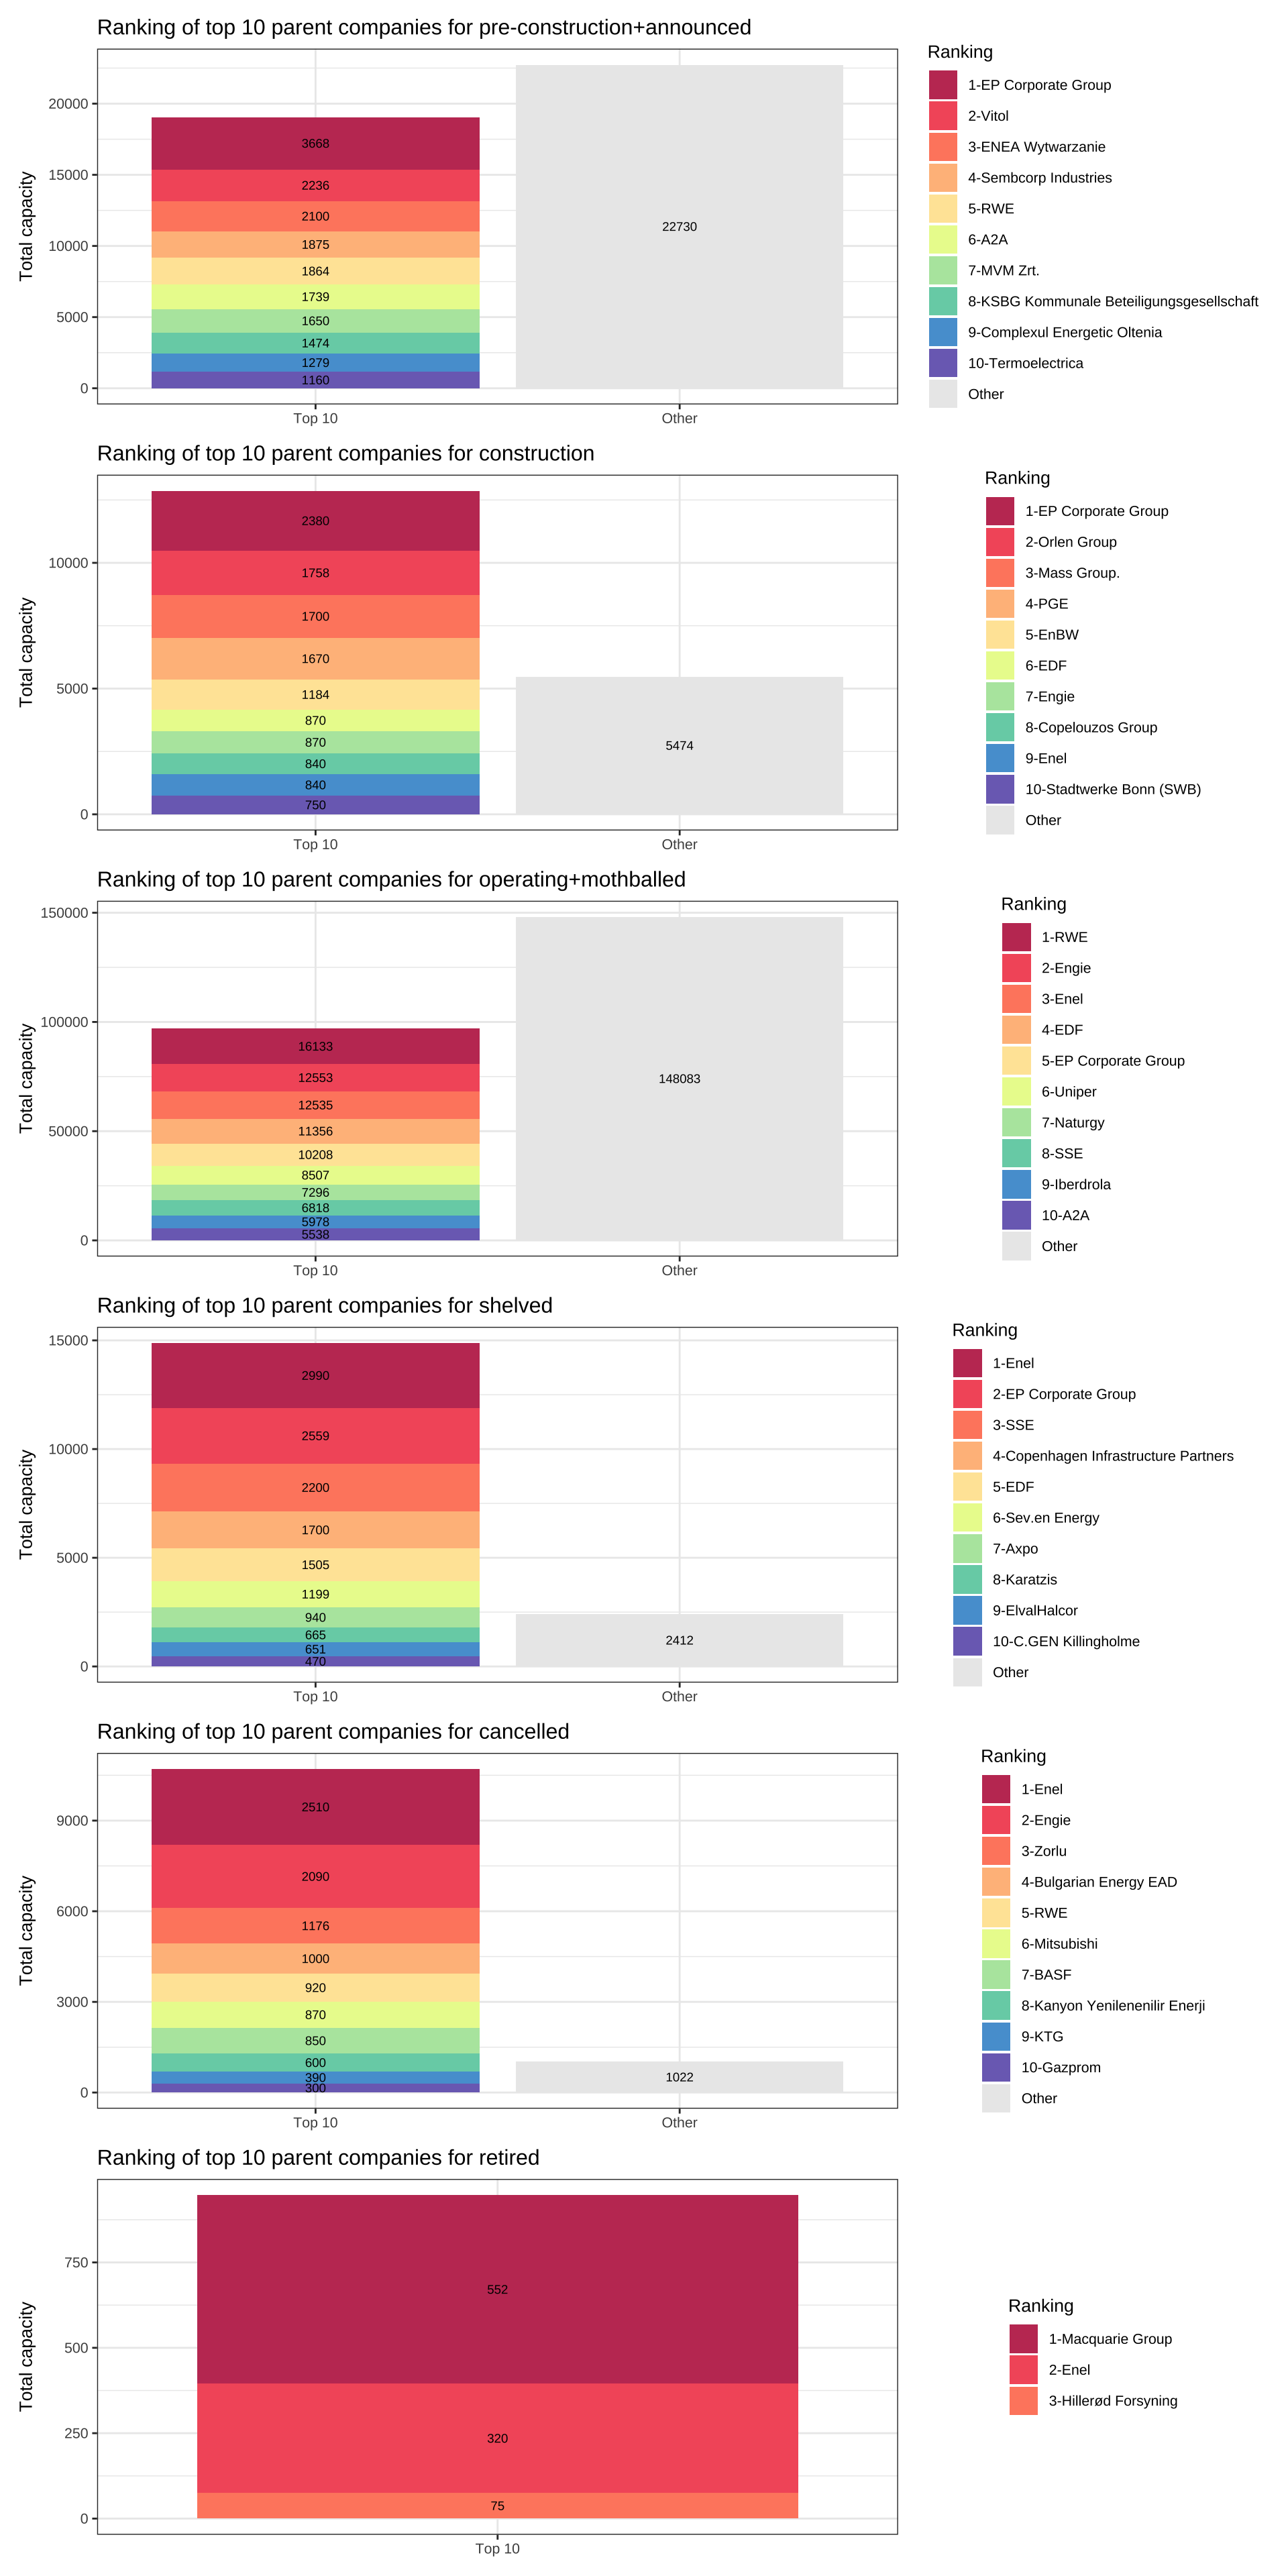 Ranking of top 10 parent companies for pre-construction+announced
Total capacity
20000
15000
10000
5000
0
3668
2236
2100
1875
1864
1739
1650
1474
1279
1160
22730
Top 10
Other
Ranking
1-EP Corporate Group
2-Vitol
3-ENEA Wytwarzanie
4-Sembcorp Industries
5-RWE
6-A2A
7-MVM Zrt.
8-KSBG Kommunale Beteiligungsgesellschaft
9-Complexul Energetic Oltenia
10-Termoelectrica
Other
Ranking of top 10 parent companies for construction
Total capacity
10000
5000
0
2380
1758
1700
1670
1184
870
870
840
840
750
5474
Top 10
Other
Ranking
1-EP Corporate Group
2-Orlen Group
3-Mass Group.
4-PGE
5-EnBW
6-EDF
7-Engie
8-Copelouzos Group
9-Enel
10-Stadtwerke Bonn (SWB)
Other
Ranking of top 10 parent companies for operating+mothballed
Total capacity
150000
100000
50000
0
16133
12553
12535
11356
10208
8507
7296
6818
5978
5538
148083
Top 10
Other
Ranking
1-RWE
2-Engie
3-Enel
4-EDF
5-EP Corporate Group
6-Uniper
7-Naturgy
8-SSE
9-Iberdrola
10-A2A
Other
Ranking of top 10 parent companies for shelved
Total capacity
15000
10000
5000
0
2990
2559
2200
1700
1505
1199
940
665
651
470
2412
Top 10
Other
Ranking
1-Enel
2-EP Corporate Group
3-SSE
4-Copenhagen Infrastructure Partners
5-EDF
6-Sev.en Energy
7-Axpo
8-Karatzis
9-ElvalHalcor
10-C.GEN Killingholme
Other
Ranking of top 10 parent companies for cancelled
Total capacity
9000
6000
3000
0
2510
2090
1176
1000
920
870
850
600
390
300
1022
Top 10
Other
Ranking
1-Enel
2-Engie
3-Zorlu
4-Bulgarian Energy EAD
5-RWE
6-Mitsubishi
7-BASF
8-Kanyon Yenilenenilir Enerji
9-KTG
10-Gazprom
Other
Ranking of top 10 parent companies for retired
Total capacity
750
500
250
0
552
320
75
Top 10
Ranking
1-Macquarie Group
2-Enel
3-Hillerød Forsyning